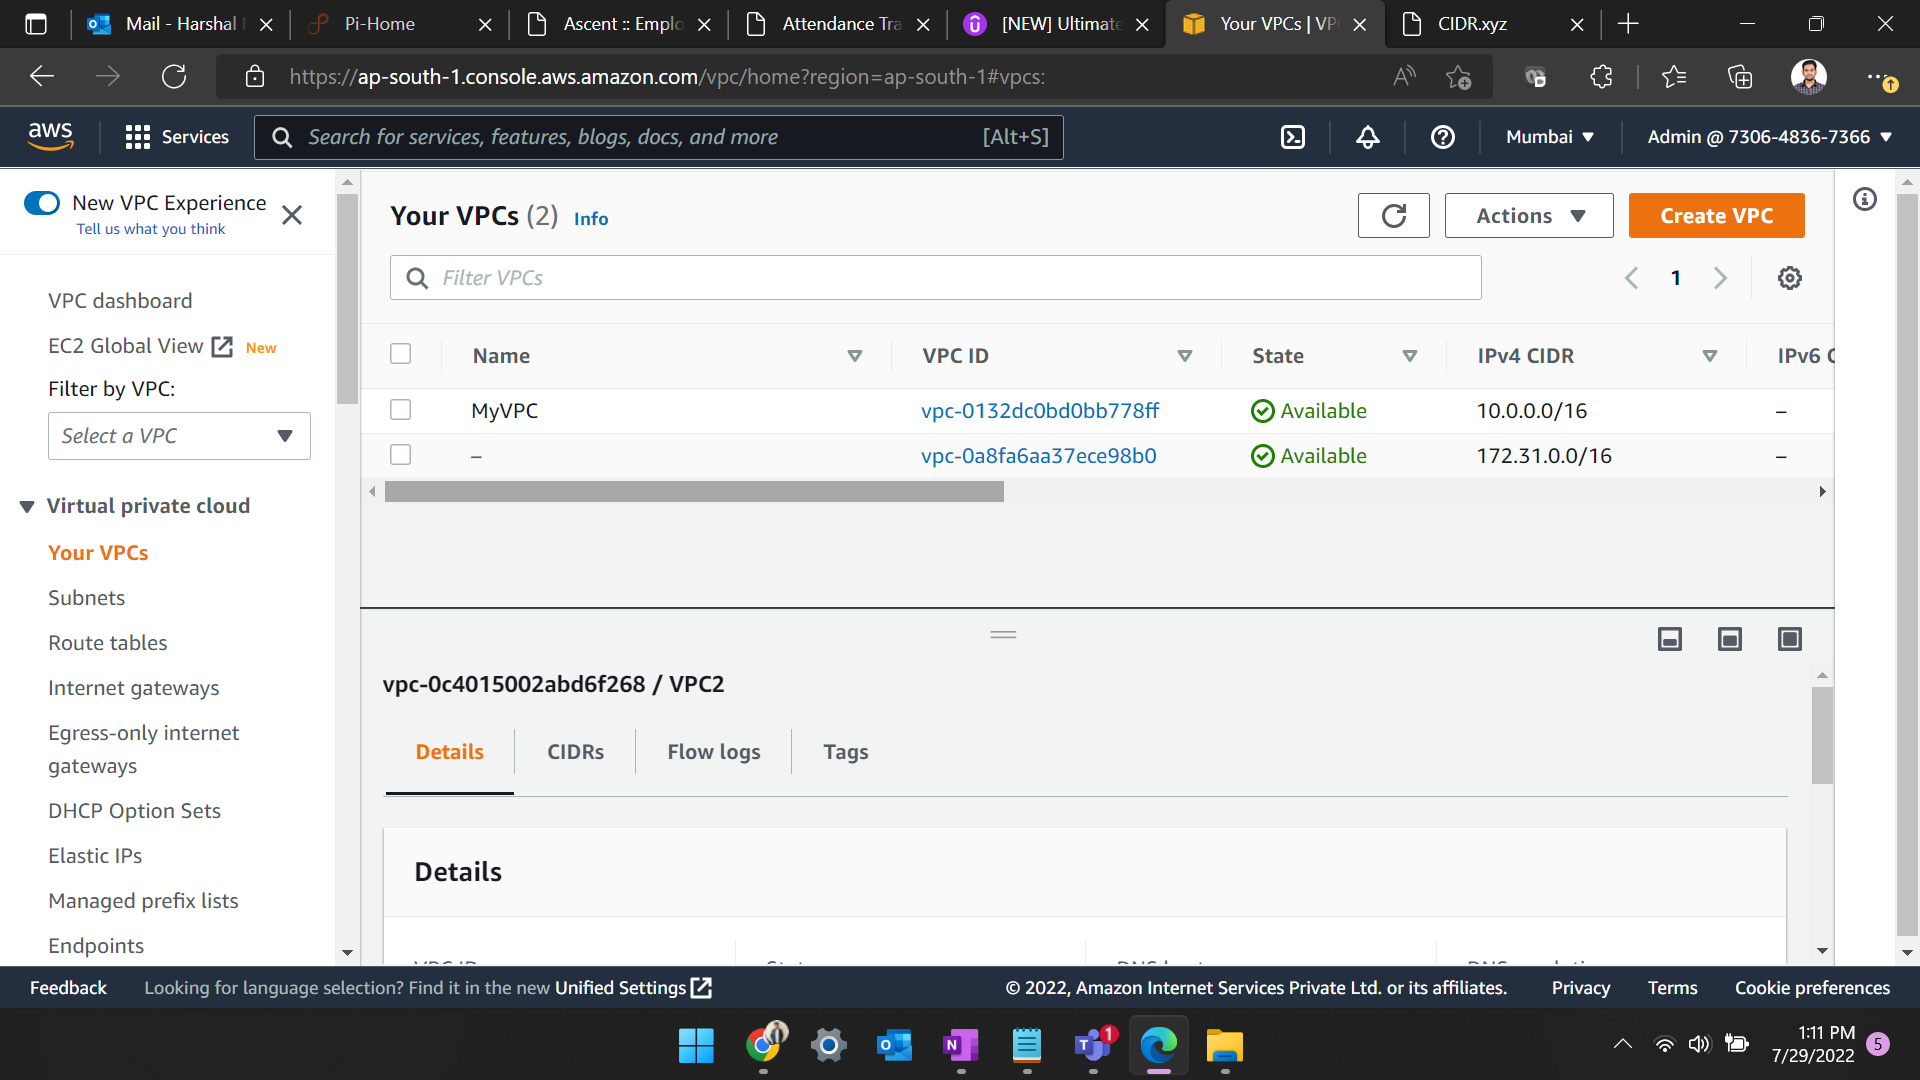 Mail - Harshal
Pi-Home
Ascent :: Emplo
Attendance Tra
[NEW] Ultimate
Your VPCs | VP
CIDR.xyz
https://ap-south-1.console.aws.amazon.com/vpc/home?region=ap-south-1#vpcs:
aws
Services
Search for services, features, blogs, docs, and more
[Alt+S]
Mumbai
Admin @ 7306-4836-7366
New VPC Experience
Tell us what you think
VPC dashboard
EC2 Global View New
Filter by VPC:
Select a VPC
Virtual private cloud
Your VPCs
Subnets
Route tables
Internet gateways
Egress-only internet
gateways
DHCP Option Sets
Elastic IPs
Managed prefix lists
Endpoints
Your VPCs (2) Info
Actions
Create VPC
Filter VPCs
1
Name VPC ID State IPv4 CIDR IPv6 C
MyVPC vpc-0132dc0bd0bb778ff Available 10.0.0.0/16 –
– vpc-0a8fa6aa37ece98b0 Available 172.31.0.0/16 –
vpc-0c4015002abd6f268 / VPC2
Details CIDRs Flow logs Tags
Details
Feedback
Looking for language selection? Find it in the new Unified Settings
© 2022, Amazon Internet Services Private Ltd. or its affiliates.
Privacy
Terms
Cookie preferences
1
1:11 PM
7/29/2022
5